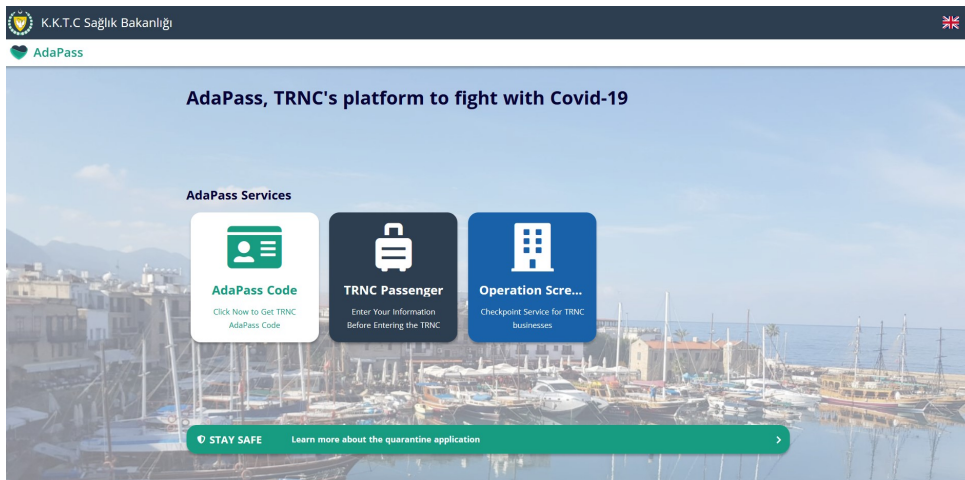 K.K.T.C Sağlık Bakanlığı
AdaPass
AdaPass, TRNC's platform to fight with Covid-19
AdaPass Services
AdaPass Code
Click Now to Get TRNC
AdaPass Code
TRNC Passenger
Enter Your Information
Before Entering the TRNC
Operation Scre...
Checkpoint Service for TRNC
businesses
STAY SAFE Learn more about the quarantine application